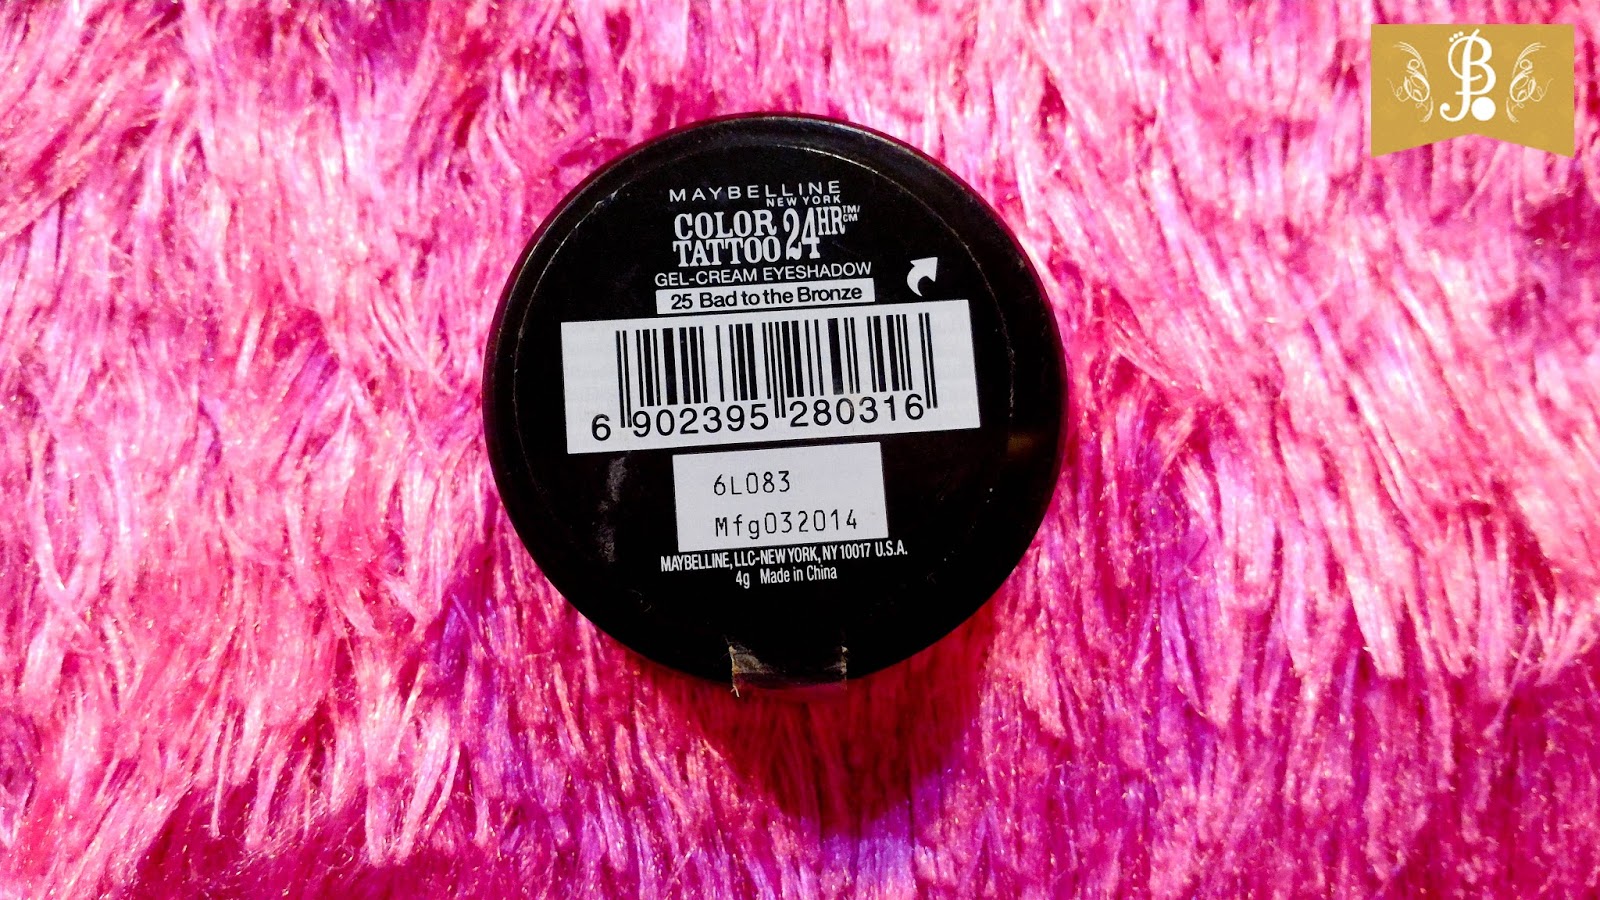 MAYBELLINE
NEW YORK
COLOR
TATTOO 24HR™/MC
GEL-CREAM EYESHADOW
25 Bad to the Bronze
6 902395 280316
6L083
Mfg032014
MAYBELLINE, LLC-NEW YORK, NY 10017 U.S.A.
4g Made in China